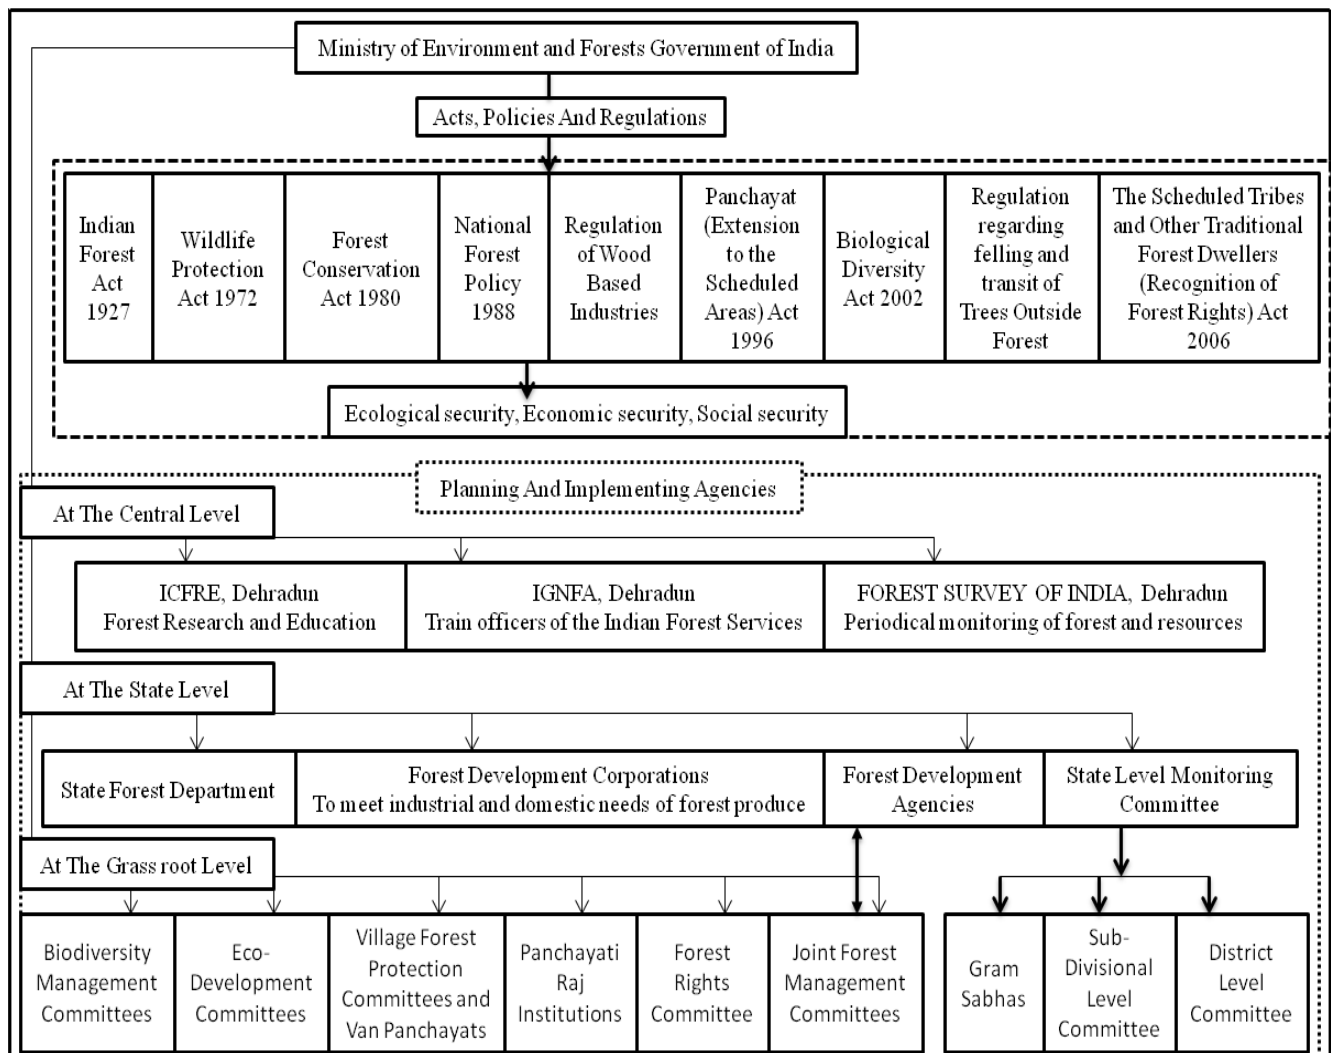 Ministry of Environment and Forests Government of India
Acts, Policies And Regulations
Indian
Forest
Act
1927
Wildlife
Protection
Act 1972
Forest
Conservation
Act 1980
National
Forest
Policy
1988
Regulation
of Wood
Based
Industries
Panchayat
(Extension
to the
Scheduled
Areas) Act
1996
Biological
Diversity
Act 2002
Regulation
regarding
felling and
transit of
Trees Outside
Forest
The Scheduled Tribes
and Other Traditional
Forest Dwellers
(Recognition of
Forest Rights) Act
2006
Ecological security, Economic security, Social security
Planning And Implementing Agencies
At The Central Level
ICFRE, Dehradun
Forest Research and Education
IGNFA, Dehradun
Train officers of the Indian Forest Services
FOREST SURVEY OF INDIA, Dehradun
Periodical monitoring of forest and resources
At The State Level
State Forest Department
Forest Development Corporations
To meet industrial and domestic needs of forest produce
Forest Development
Agencies
State Level Monitoring
Committee
At The Grass root Level
Biodiversity
Management
Committees
Eco-
Development
Committees
Village Forest
Protection
Committees and
Van Panchayats
Panchayati
Raj
Institutions
Forest
Rights
Committee
Joint Forest
Management
Committees
Gram
Sabhas
Sub-
Divisional
Level
Committee
District
Level
Committee